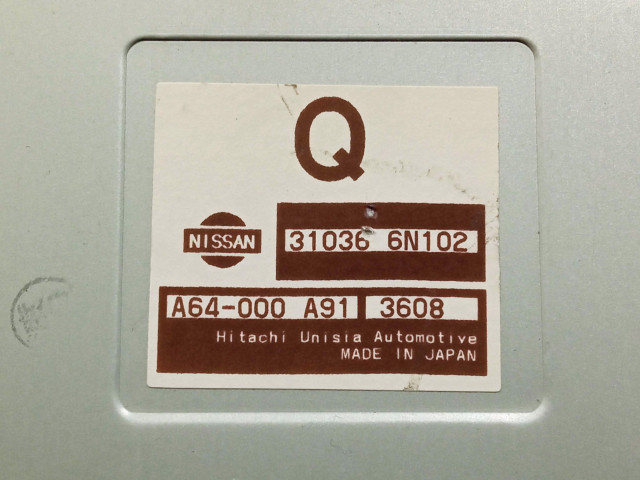 Q
NISSAN
31036 6N102
A64-000 A91 3608
Hitachi Unisia Automotive
MADE IN JAPAN